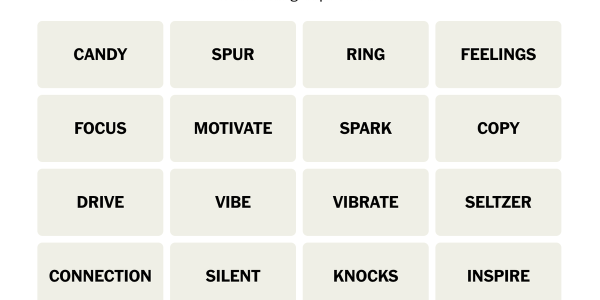 CANDY SPUR RING FEELINGS
FOCUS MOTIVATE SPARK COPY
DRIVE VIBE VIBRATE SELTZER
CONNECTION SILENT KNOCKS INSPIRE